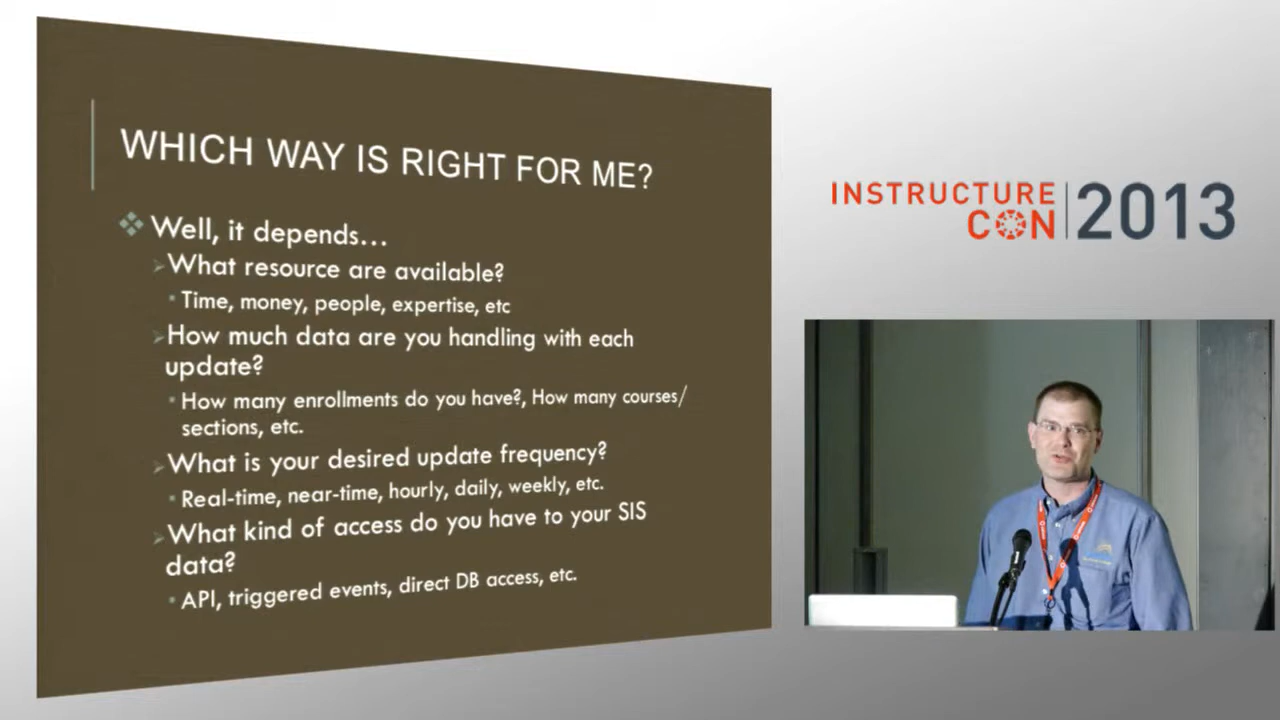 WHICH WAY IS RIGHT FOR ME?
Well, it depends...
What resource are available?
Time, money, people, expertise, etc
How much data are you handling with each
update?
How many enrollments do you have?, How many courses/
sections, etc.
What is your desired update frequency?
Real-time, near-time, hourly, daily, weekly, etc.
What kind of access do you have to your SIS
data?
API, triggered events, direct DB access, etc.
INSTRUCTURE
CON
2013